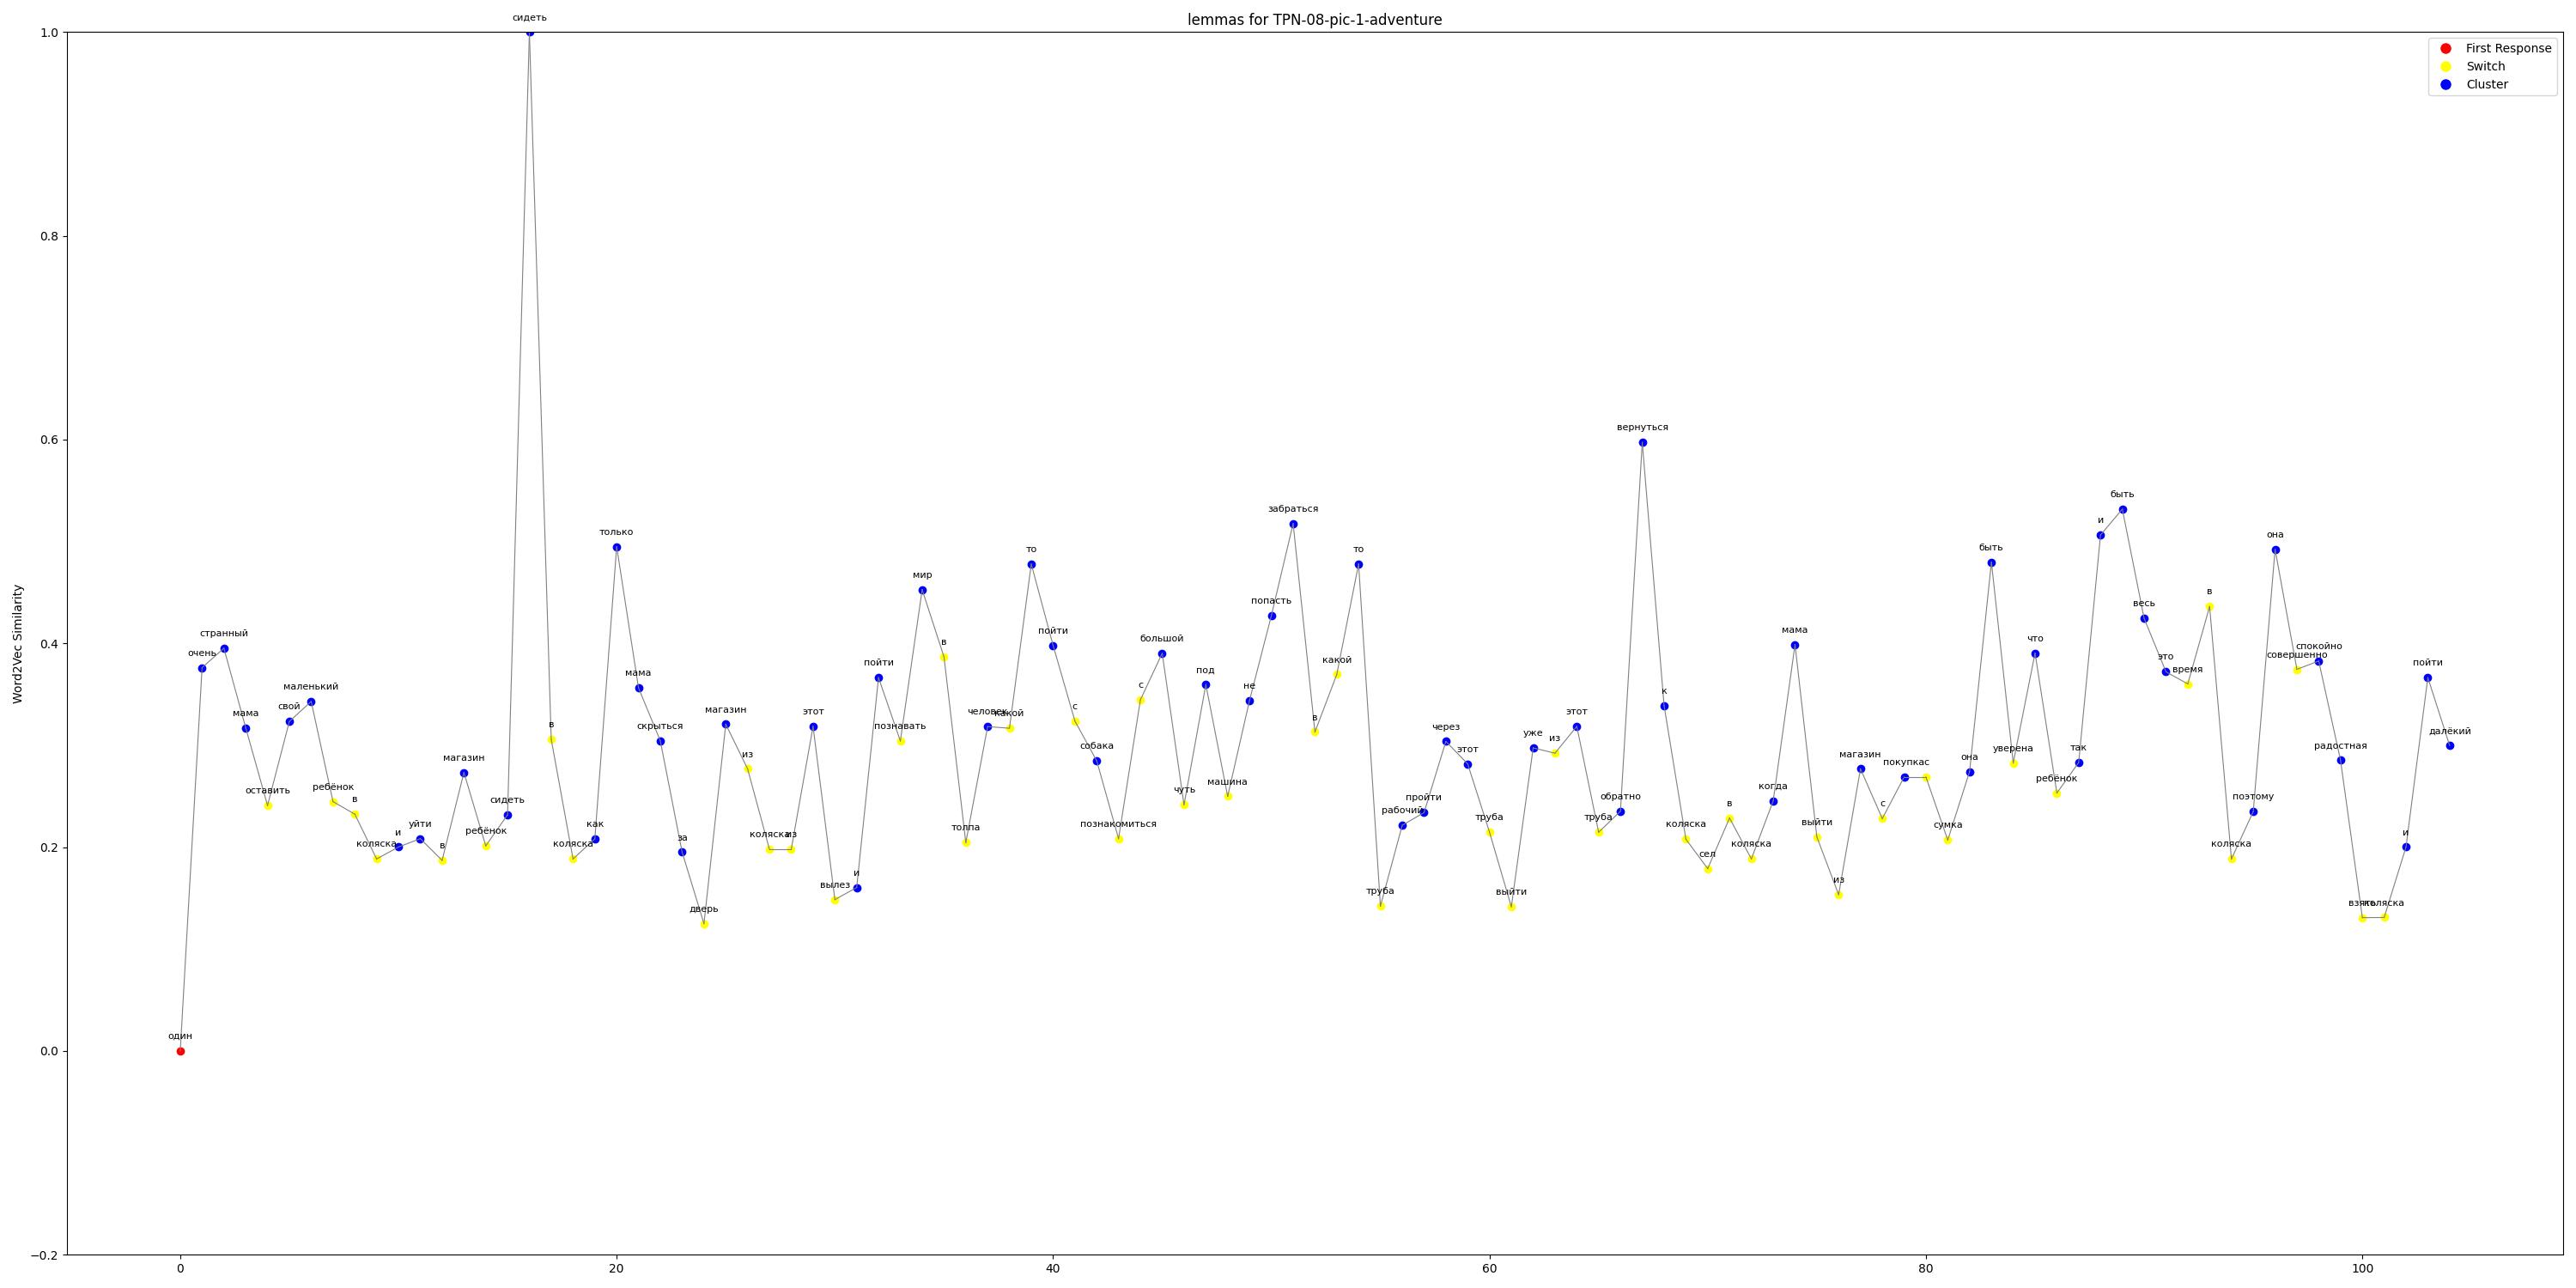 lemmas for TPN-08-pic-1-adventure
First Response
Switch
Cluster
Word2Vec Similarity
1.0
0.8
0.6
0.4
0.2
0.0
−0.2
0
20
40
60
80
100
один
очень
странный
мама
оставить
свой
маленький
ребёнок
в
коляска
и
уйти
в
магазин
ребёнок
сидеть
сидеть
в
коляска
как
только
мама
скрыться
за
дверь
магазин
из
коляска
из
этот
вылез
и
пойти
познавать
мир
в
толпа
человек
какой
то
пойти
с
собака
познакомиться
с
большой
чуть
под
машина
не
попасть
забраться
в
какой
то
труба
рабочий
пройти
через
этот
труба
выйти
уже
из
этот
труба
обратно
вернуться
к
коляска
сел
в
коляска
когда
мама
выйти
из
магазин
с
покупкас
сумка
она
быть
уверена
что
ребёнок
так
и
быть
весь
это
время
в
коляска
поэтому
она
совершенно
спокойно
радостная
взять
коляска
и
пойти
далёкий